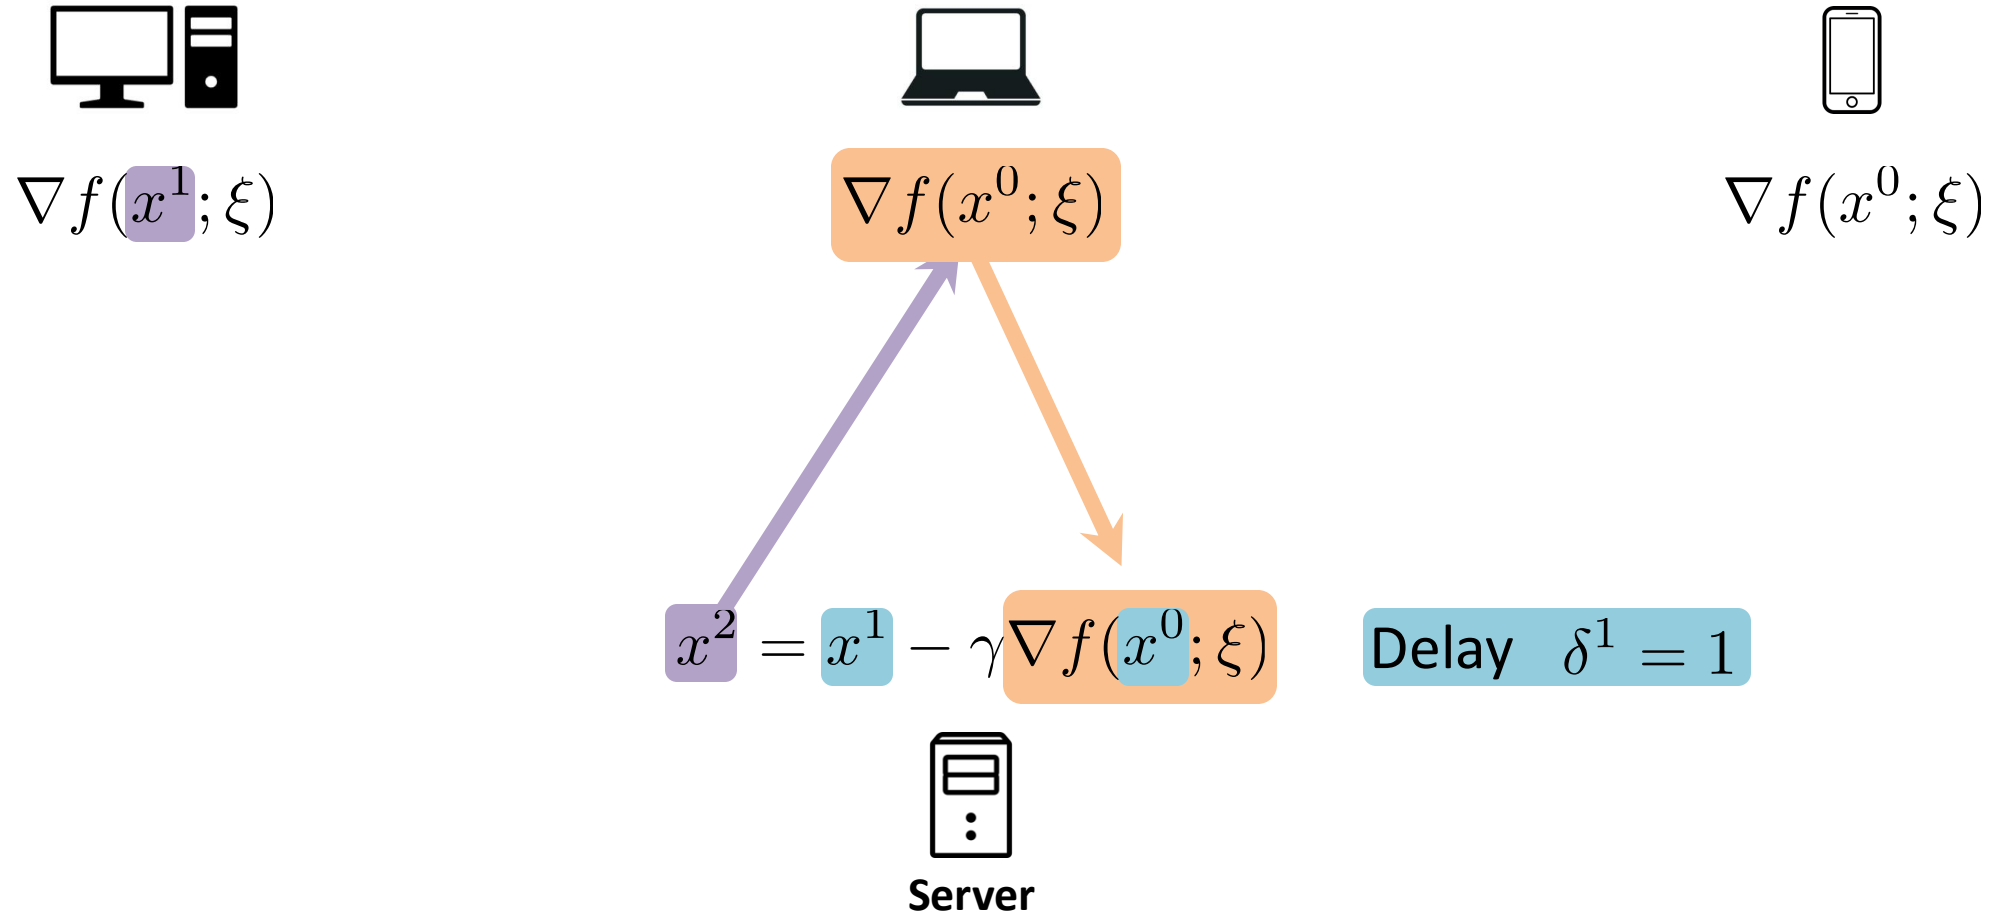 ∇f(x¹; ξ) ∇f(x⁰; ξ) ∇f(x⁰; ξ)
x² = x¹ − γ∇f(x⁰; ξ) Delay δ¹ = 1
Server